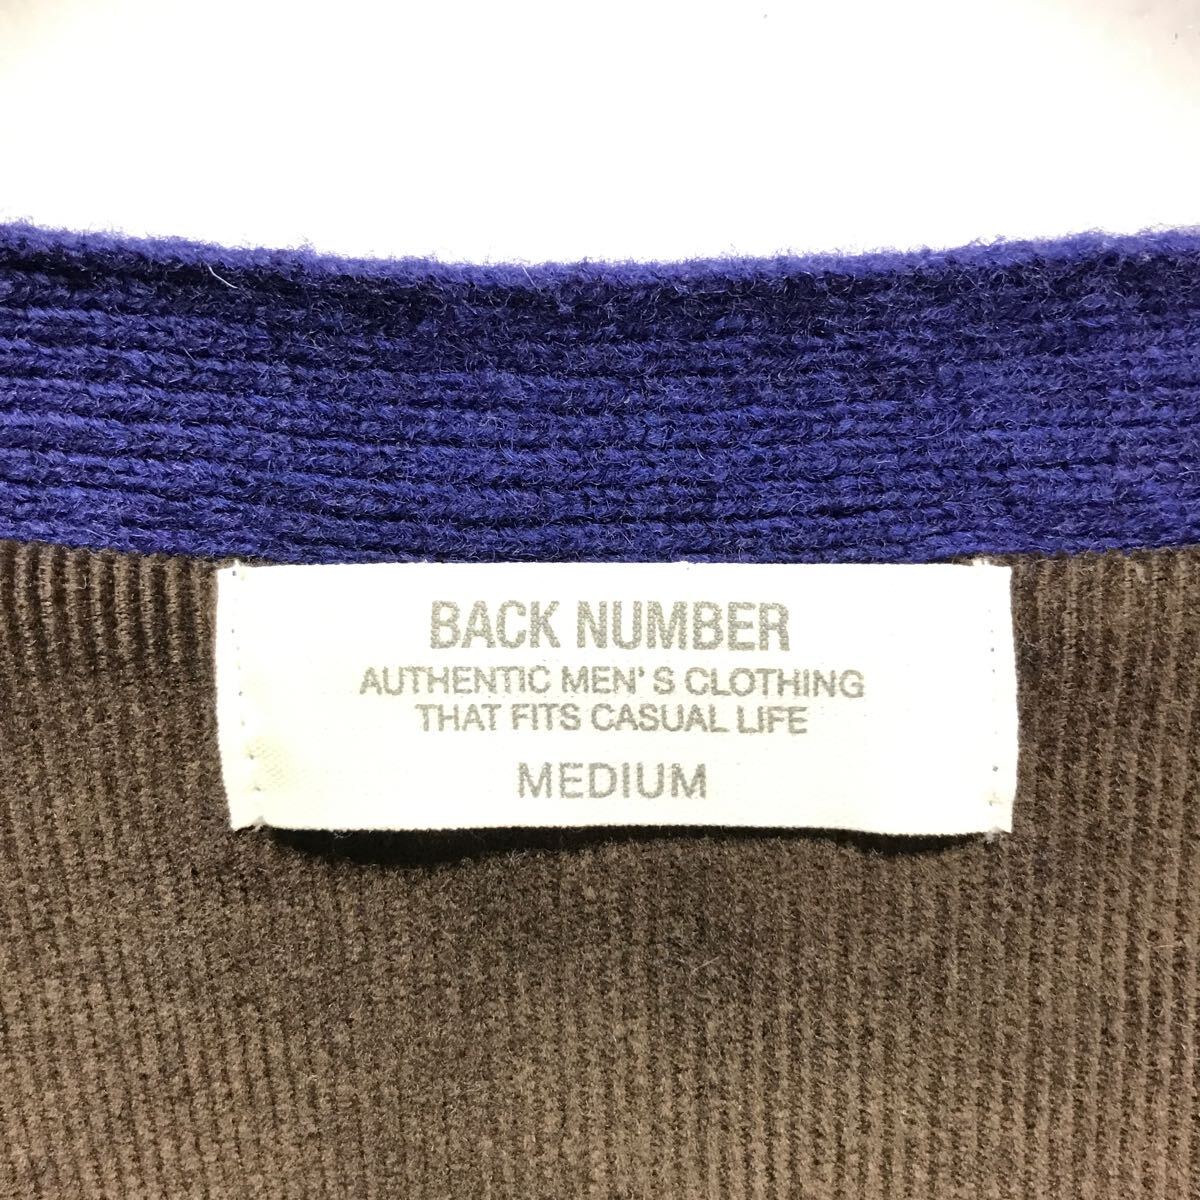 BACK NUMBER
AUTHENTIC MEN'S CLOTHING
THAT FITS CASUAL LIFE
MEDIUM